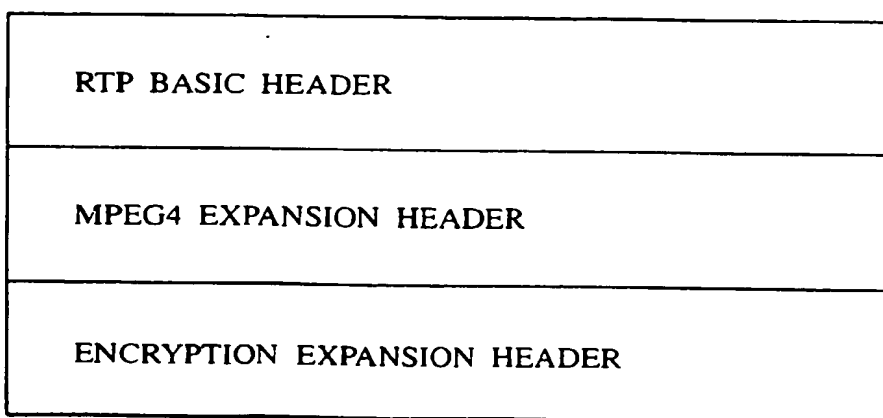 RTP BASIC HEADER
MPEG4 EXPANSION HEADER
ENCRYPTION EXPANSION HEADER